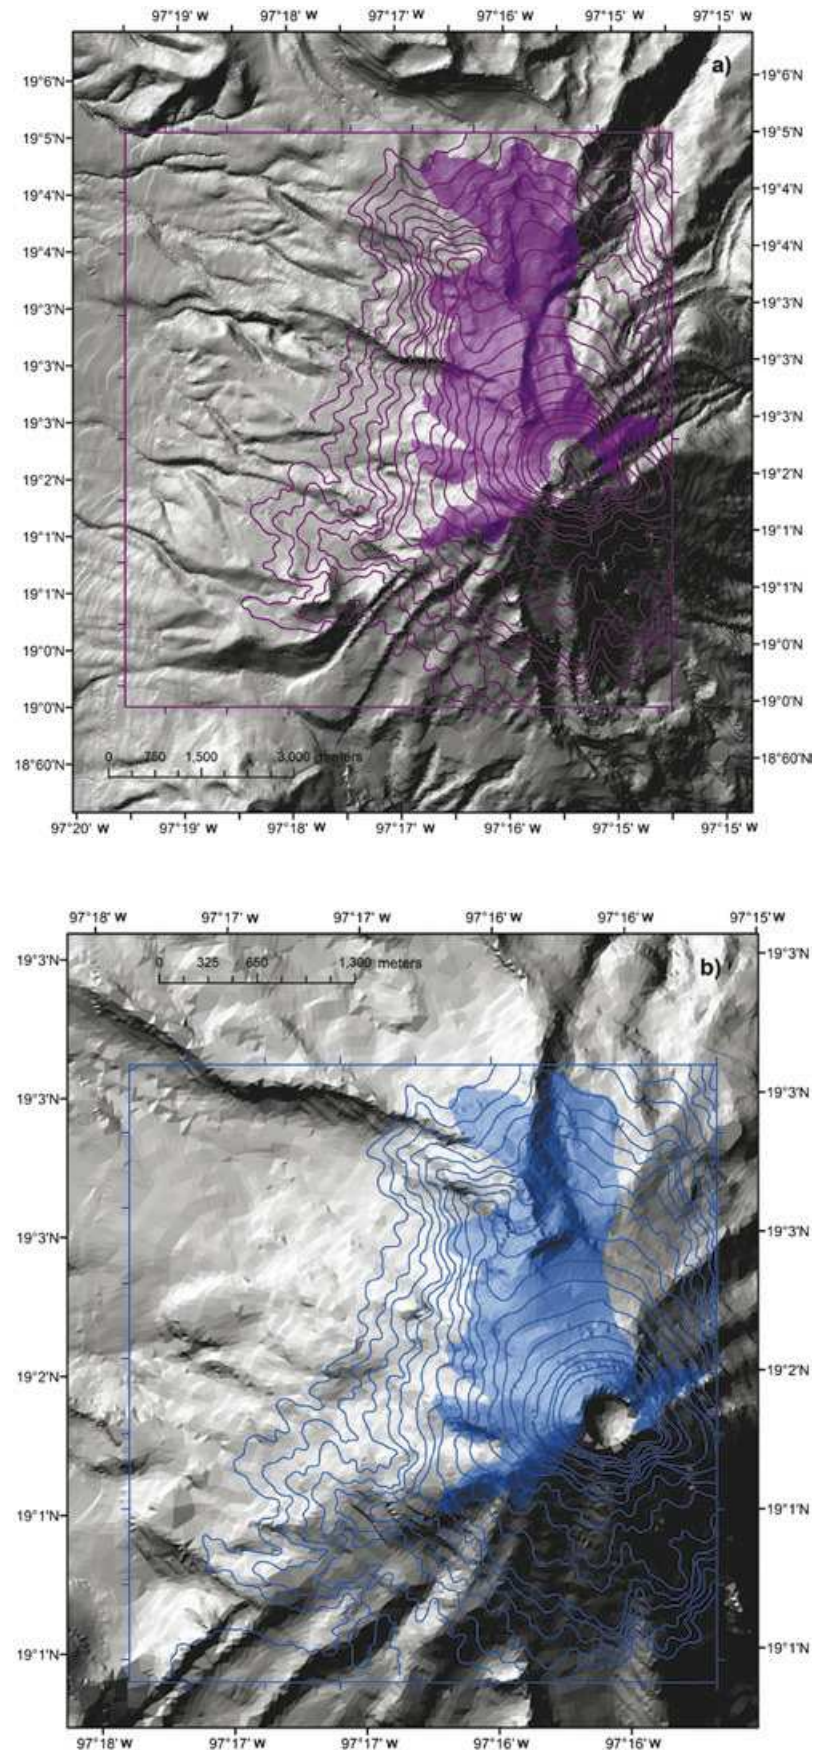 97°19' W 97°18' W 97°17' W 97°16' W 97°15' W 97°15' W
a)
19°6'N 19°6'N
19°5'N 19°5'N
19°4'N 19°4'N
19°4'N 19°4'N
19°3'N 19°3'N
19°3'N 19°3'N
19°3'N 19°3'N
19°2'N 19°2'N
19°1'N 19°1'N
19°1'N 19°1'N
19°0'N 19°0'N
19°0'N 19°0'N
0 750 1,500 3,000 meters
18°60'N 18°60'N
97°20' W 97°19' W 97°18' W 97°17' W 97°16' W 97°15' W 97°15' W
97°18' W 97°17' W 97°17' W 97°16' W 97°16' W 97°15' W
b)
0 325 650 1,300 meters
19°3'N 19°3'N
19°3'N 19°3'N
19°3'N 19°3'N
19°2'N 19°2'N
19°1'N 19°1'N
19°1'N 19°1'N
97°18' W 97°17' W 97°17' W 97°16' W 97°16' W